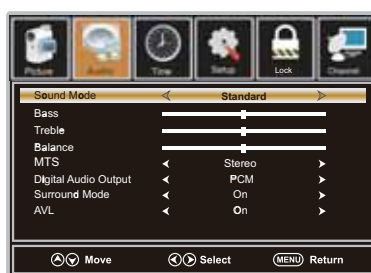 Picture Audio Time Setup Lock Channel
Sound Mode Standard
Bass
Treble
Balance
MTS Stereo
Digital Audio Output PCM
Surround Mode On
AVL On
Move Select MENU Return